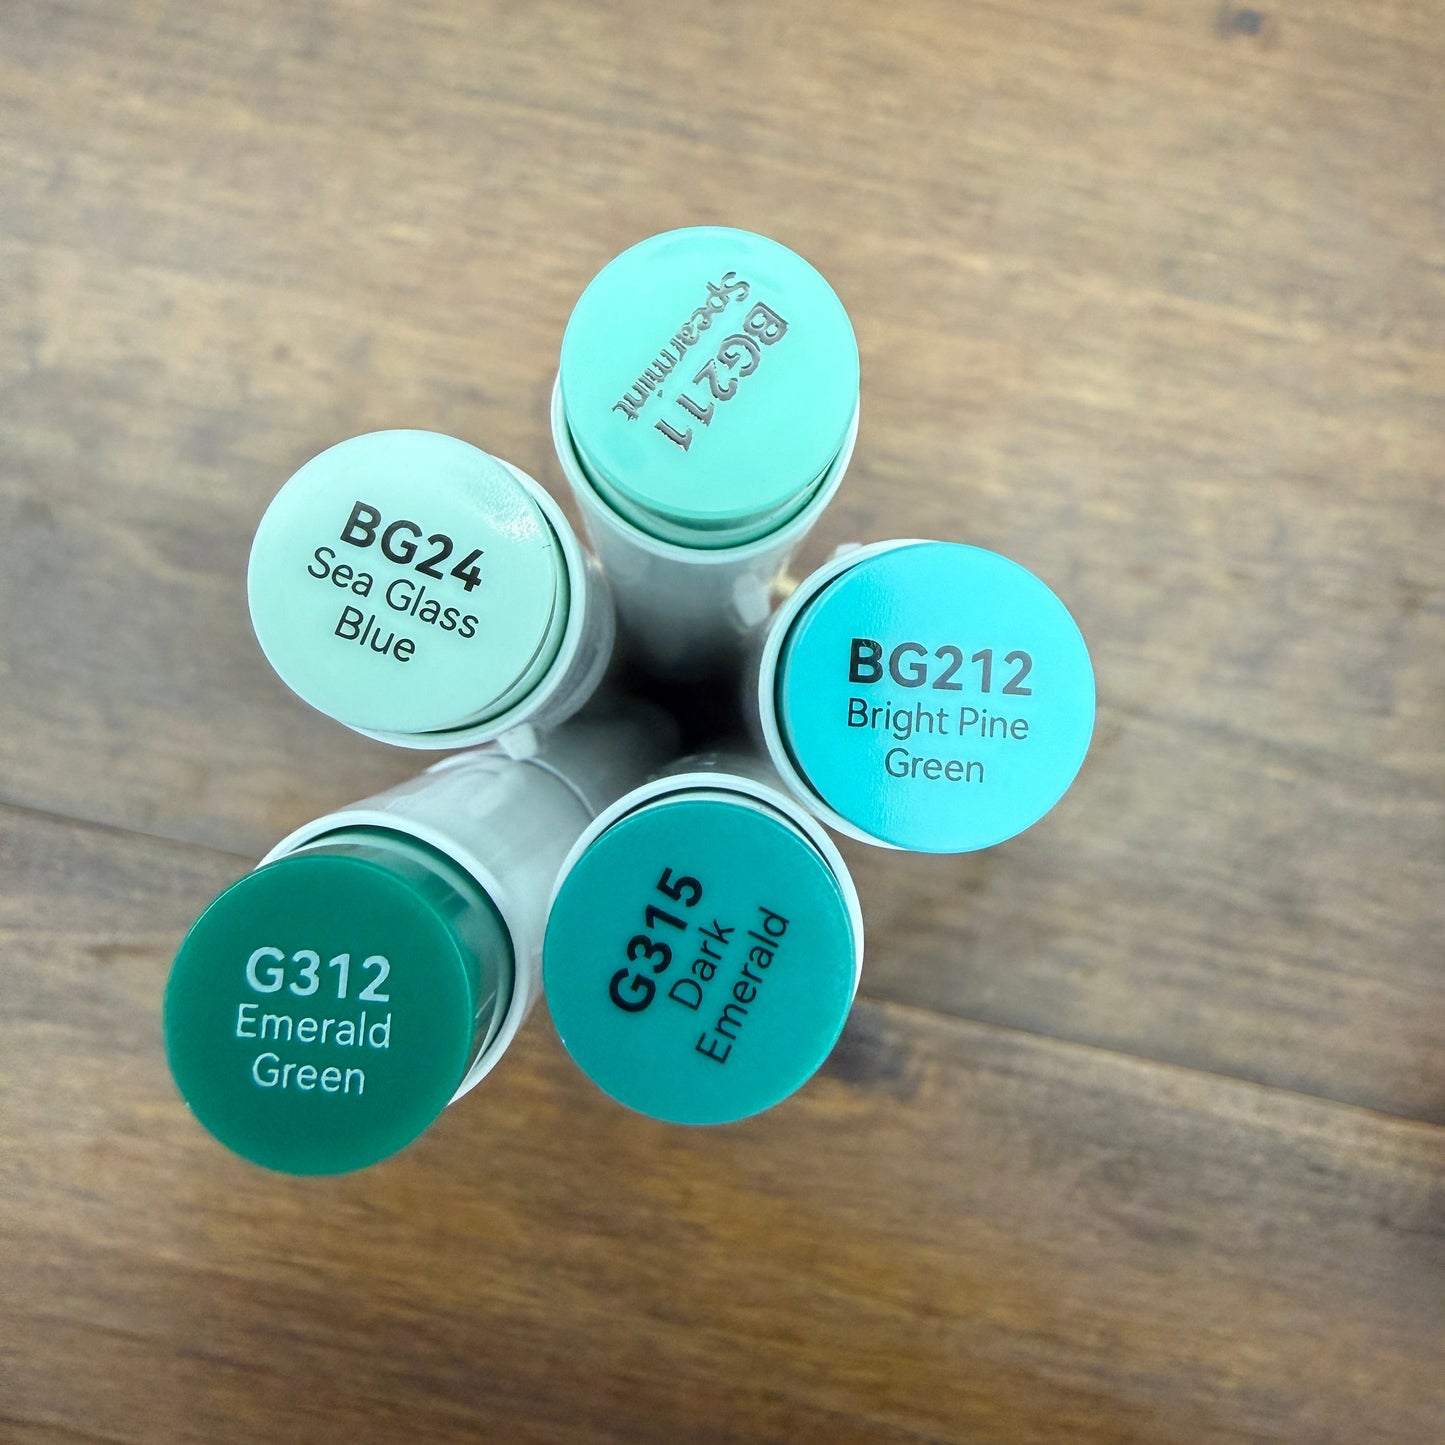 BG211
Spearmint
BG24
Sea Glass
Blue
BG212
Bright Pine
Green
G315
Dark
Emerald
G312
Emerald
Green